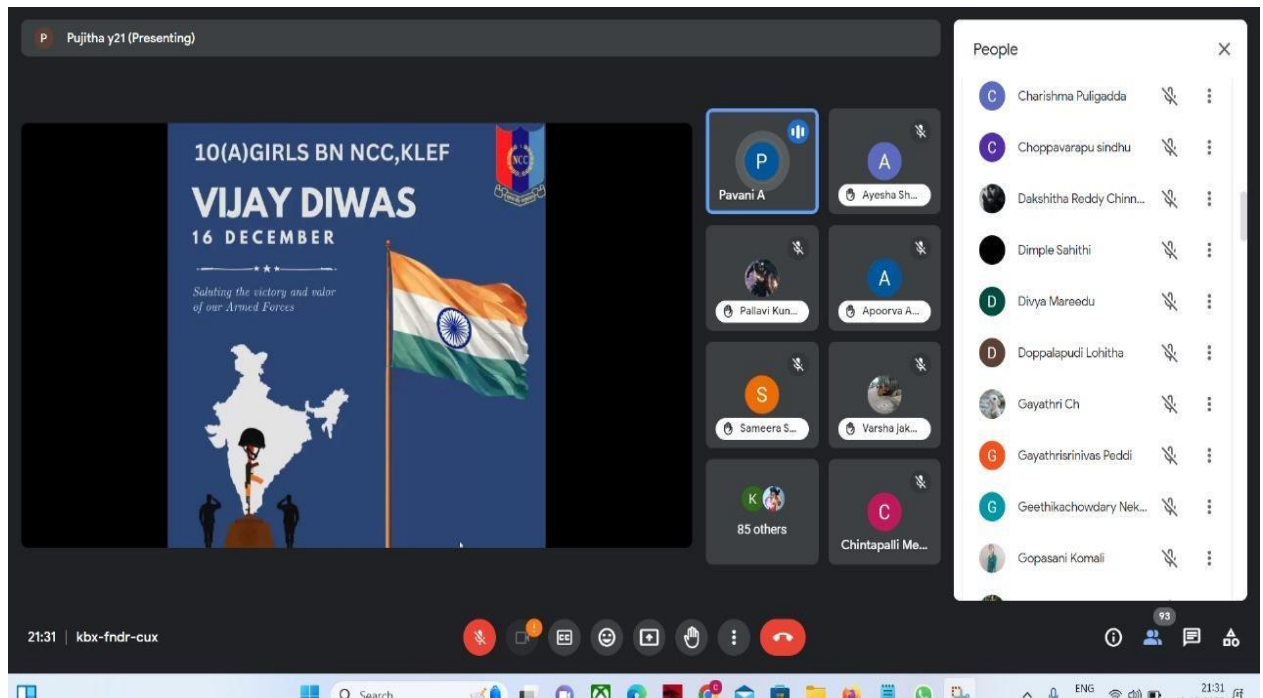 P Pujitha y21 (Presenting)
10(A)GIRLS BN NCC,KLEF
NCC
VIJAY DIWAS
16 DECEMBER
Saluting the victory and valor
of our Armed Forces
P
Pavani A
A
Ayesha Sh...
Pallavi Kun...
A
Apoorva A...
S
Sameera S...
Varsha jak...
K
85 others
C
Chintapalli Me...
People
C Charishma Puligadda
C Choppavarapu sindhu
Dakshitha Reddy Chinn...
Dimple Sahithi
D Divya Mareedu
D Doppalapudi Lohitha
Gayathri Ch
G Gayathrisrinivas Peddi
G Geethikachowdary Nek...
Gopasani Komali
21:31 | kbx-fndr-cux
CC
93
Search
ENG
21:31